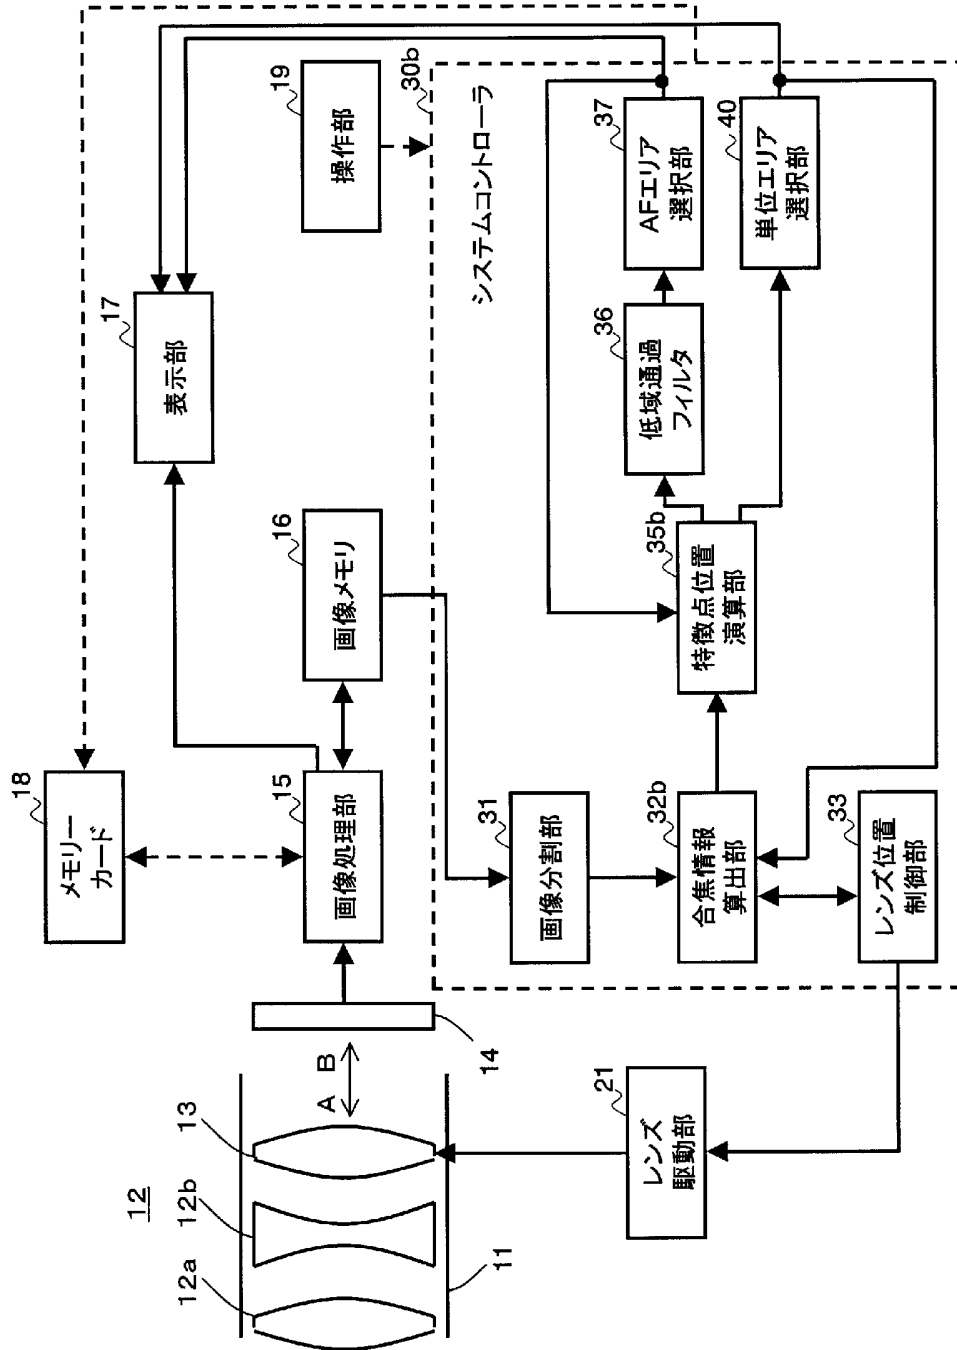 12
12a
12b
13
11
A B
14
レンズ
駆動部
21
メモリー
カード
18
画像処理部
15
画像メモリ
16
表示部
17
操作部
19
30b
システムコントローラ
画像分割部
31
合焦情報
算出部
32b
レンズ位置
制御部
33
特徴点位置
演算部
35b
低域通過
フィルタ
36
AFエリア
選択部
37
単位エリア
選択部
40